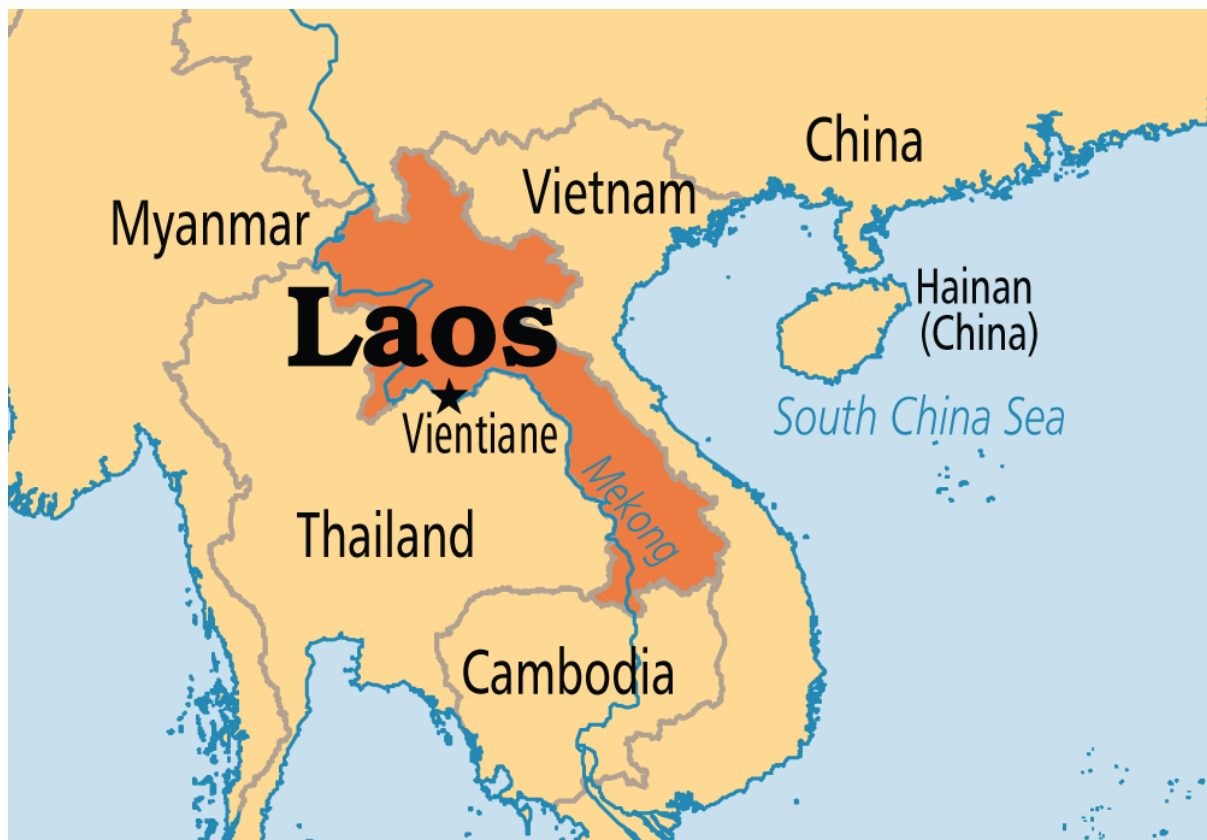 China
Vietnam
Myanmar
Hainan
(China)
Laos
South China Sea
Vientiane
Mekong
Thailand
Cambodia